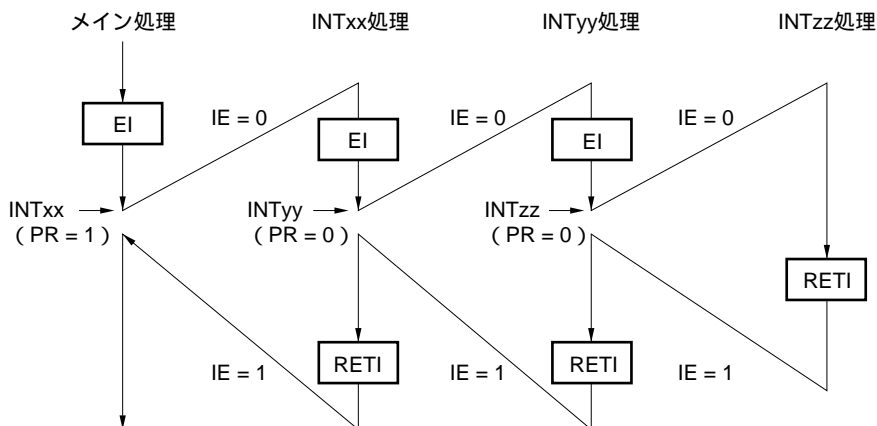 メイン処理 INTxx処理 INTyy処理 INTzz処理
EI IE = 0 EI IE = 0 EI IE = 0
INTxx INTyy INTzz
（PR = 1） （PR = 0） （PR = 0）
RETI
IE = 1 RETI IE = 1 RETI IE = 1